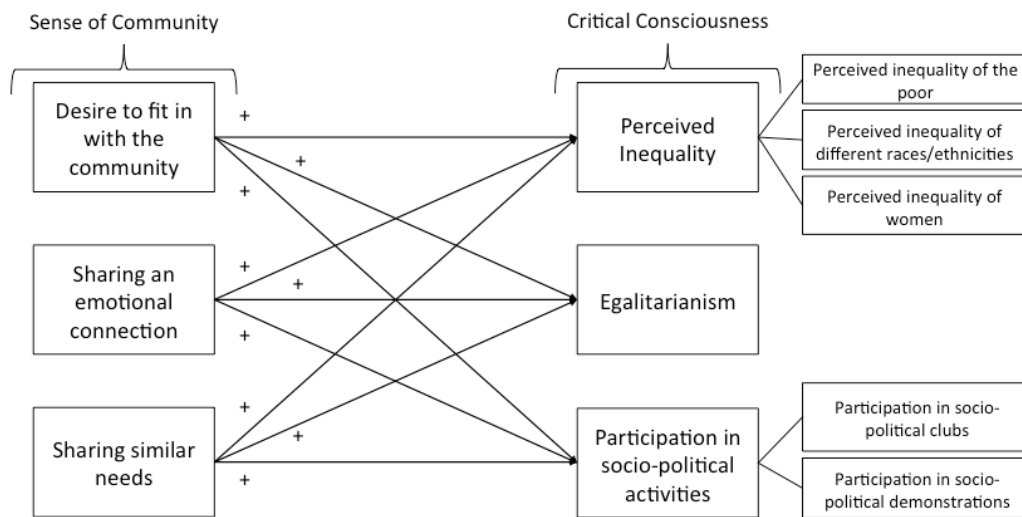 Sense of Community
Critical Consciousness
Desire to fit in
with the
community
+
+
+
Perceived
Inequality
Perceived inequality of the
poor
Perceived inequality of
different races/ethnicities
Perceived inequality of
women
Sharing an
emotional
connection
+
+
+
Egalitarianism
Sharing similar
needs
+
+
+
Participation in
socio-political
activities
Participation in socio-
political clubs
Participation in socio-
political demonstrations